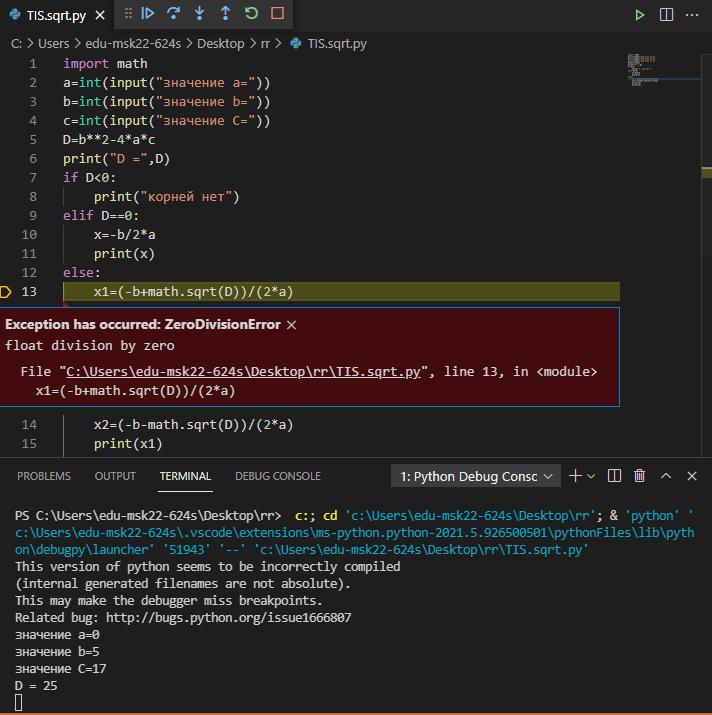 TIS.sqrt.py
C: > Users > edu-msk22-624s > Desktop > rr > TIS.sqrt.py
1 import math
2 a=int(input("значение a="))
3 b=int(input("значение b="))
4 c=int(input("значение C="))
5 D=b**2-4*a*c
6 print("D =",D)
7 if D<0:
8 print("корней нет")
9 elif D==0:
10 x=-b/2*a
11 print(x)
12 else:
13 x1=(-b+math.sqrt(D))/(2*a)
Exception has occurred: ZeroDivisionError
float division by zero
File "C:\Users\edu-msk22-624s\Desktop\rr\TIS.sqrt.py", line 13, in <module>
x1=(-b+math.sqrt(D))/(2*a)
14 x2=(-b-math.sqrt(D))/(2*a)
15 print(x1)
PROBLEMS OUTPUT TERMINAL DEBUG CONSOLE 1: Python Debug Consc
PS C:\Users\edu-msk22-624s\Desktop\rr> c:; cd 'c:\Users\edu-msk22-624s\Desktop\rr'; & 'python' '
c:\Users\edu-msk22-624s\.vscode\extensions\ms-python.python-2021.5.926500501\pythonFiles\lib\pyth
on\debugpy\launcher' '51943' '--' 'c:\Users\edu-msk22-624s\Desktop\rr\TIS.sqrt.py'
This version of python seems to be incorrectly compiled
(internal generated filenames are not absolute).
This may make the debugger miss breakpoints.
Related bug: http://bugs.python.org/issue1666807
значение a=0
значение b=5
значение C=17
D = 25